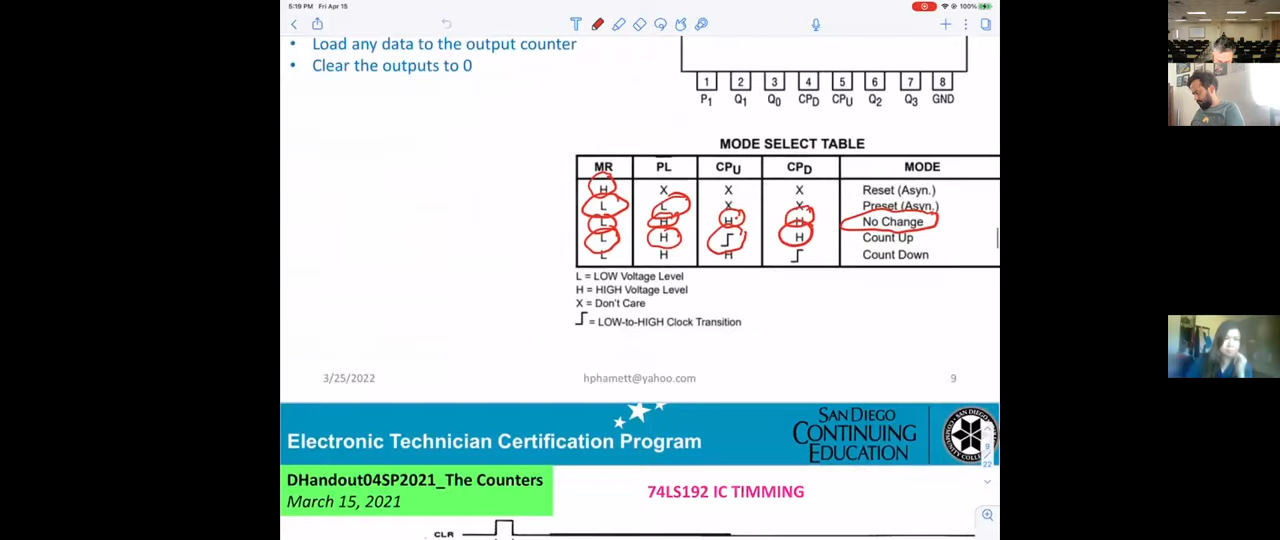 5:19 PM Fri Apr 15
100%
• Load any data to the output counter
• Clear the outputs to 0
1 2 3 4 5 6 7 8
P1 Q1 Q0 CPD CPU Q2 Q3 GND
MODE SELECT TABLE
MR PL CPU CPD MODE
H X X X Reset (Asyn.)
L L X X Preset (Asyn.)
L H H H No Change
L H H Count Up
L H H Count Down
L = LOW Voltage Level
H = HIGH Voltage Level
X = Don't Care
= LOW-to-HIGH Clock Transition
3/25/2022 hphamett@yahoo.com 9
Electronic Technician Certification Program
SAN DIEGO
CONTINUING
EDUCATION
9
22
DHandout04SP2021_The Counters
March 15, 2021
74LS192 IC TIMMING
CLR